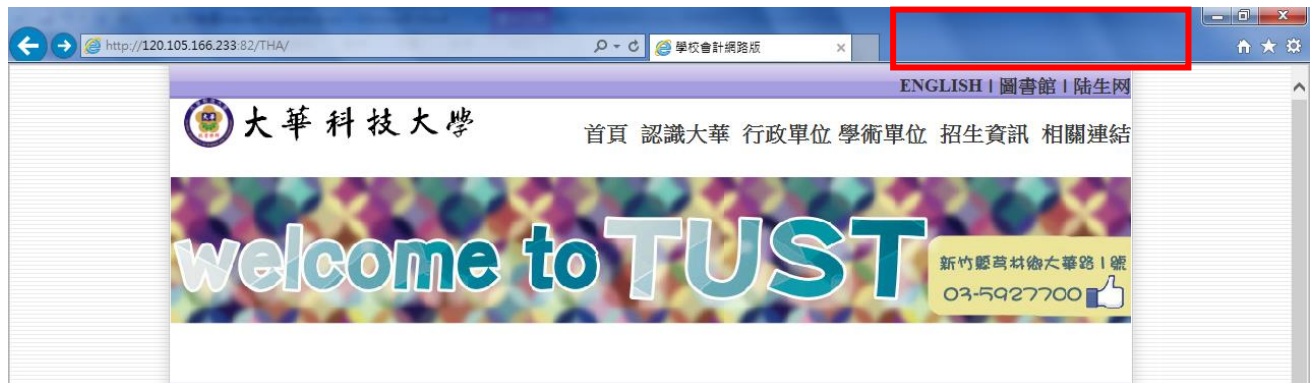 http://120.105.166.233:82/THA/
學校會計網路版
ENGLISH | 圖書館 | 陆生网
大華科技大學
首頁 認識大華 行政單位 學術單位 招生資訊 相關連結
welcome to TUST
新竹縣芎林鄉大華路1號
03-5927700